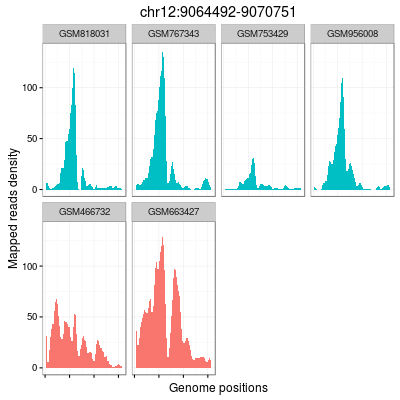 chr12:9064492-9070751
GSM818031 GSM767343 GSM753429 GSM956008
100
50
0
GSM466732 GSM663427
100
50
0
Mapped reads density
Genome positions